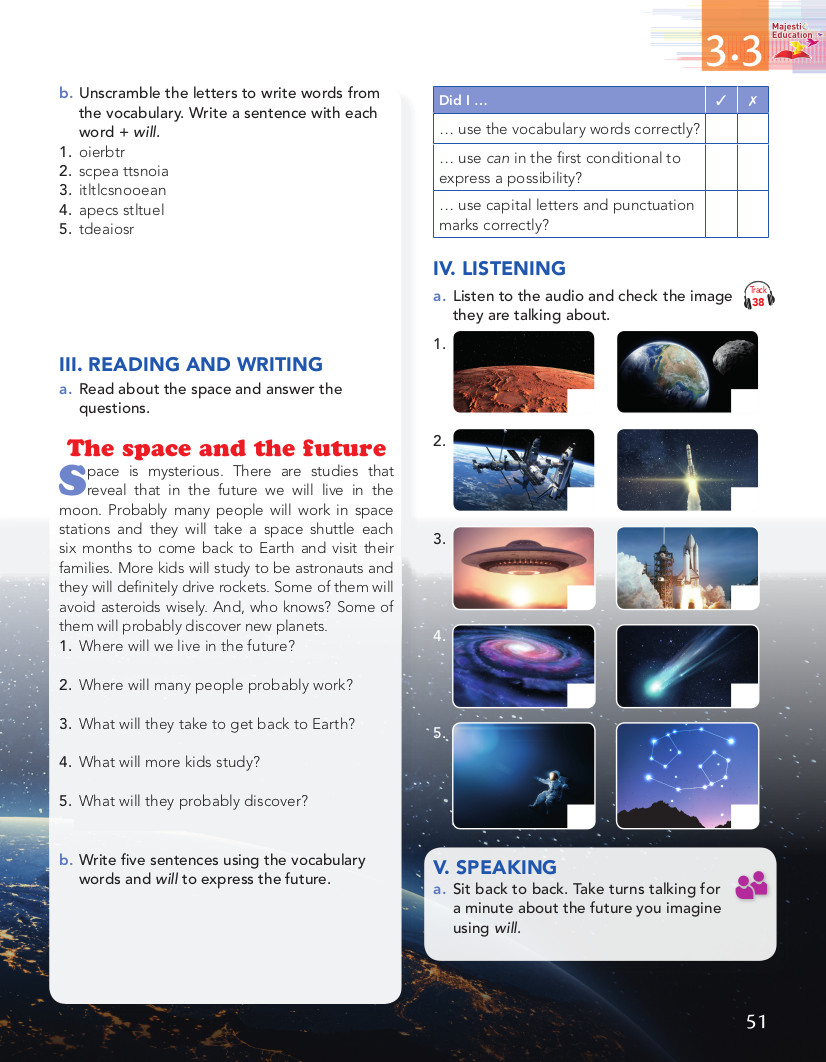 3.3
Majesti
Education
b. Unscramble the letters to write words from
the vocabulary. Write a sentence with each
word + will.
1. oierbtr
2. scpea ttsnoia
3. itltlcsnooean
4. apecs stltuel
5. tdeaiosr
III. READING AND WRITING
a. Read about the space and answer the
questions.
The space and the future
Space is mysterious. There are studies that
reveal that in the future we will live in the
moon. Probably many people will work in space
stations and they will take a space shuttle each
six months to come back to Earth and visit their
families. More kids will study to be astronauts and
they will definitely drive rockets. Some of them will
avoid asteroids wisely. And, who knows? Some of
them will probably discover new planets.
1. Where will we live in the future?
2. Where will many people probably work?
3. What will they take to get back to Earth?
4. What will more kids study?
5. What will they probably discover?
b. Write five sentences using the vocabulary
words and will to express the future.
Did I … ✓ ✗
… use the vocabulary words correctly?
… use can in the first conditional to
express a possibility?
… use capital letters and punctuation
marks correctly?
IV. LISTENING
a. Listen to the audio and check the image
they are talking about.
Track
38
1.
2.
3.
4.
5.
V. SPEAKING
a. Sit back to back. Take turns talking for
a minute about the future you imagine
using will.
51